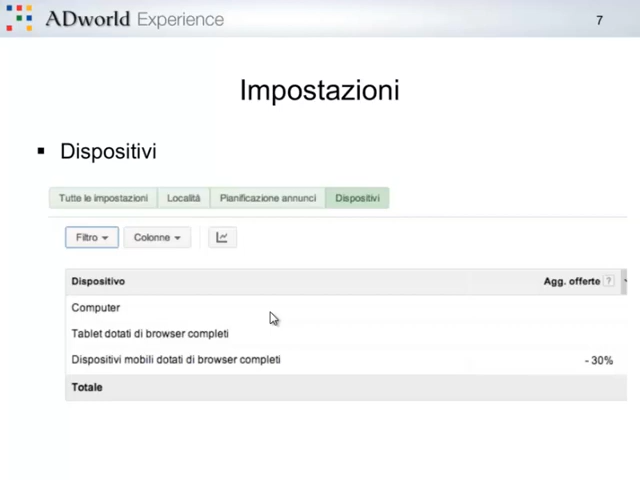 ADworld Experience
7
Impostazioni
▪ Dispositivi
Tutte le impostazioni Località Pianificazione annunci Dispositivi
Filtro Colonne
Dispositivo Agg. offerte ?
Computer
Tablet dotati di browser completi
Dispositivi mobili dotati di browser completi - 30%
Totale